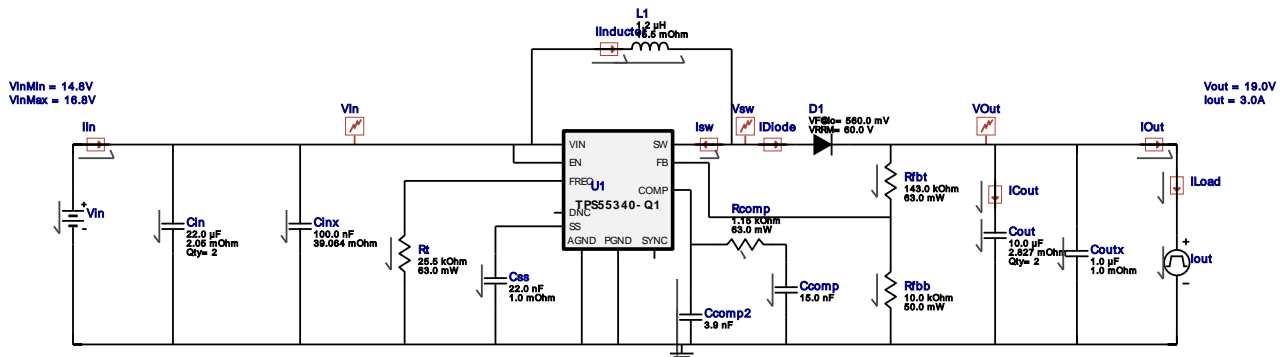 L1
1.2 µH
15.5 mOhm
IInductor
VinMin = 14.8V
VinMax = 16.8V
Vout = 19.0V
Iout = 3.0A
Iin
Vin
Isw
Vsw
IDiode
D1
VRRM= 60.0 V
VOut
IOut
VIN
EN
FREQ
DNC
SS
AGND
PGND
SYNC
SW
FB
COMP
U1
TPS55340-Q1
Vin
Cin
22.0 µF
2.05 mOhm
Qty= 2
Cinx
100.0 nF
39.064 mOhm
Rt
25.5 kOhm
63.0 mW
Css
22.0 nF
1.0 mOhm
Rcomp
1.15 kOhm
63.0 mW
Ccomp
15.0 nF
Ccomp2
3.9 nF
Rfbt
143.0 kOhm
63.0 mW
Rfbb
10.0 kOhm
50.0 mW
ICout
Cout
10.0 µF
2.827 mOhm
Qty= 2
Coutx
1.0 µF
1.0 mOhm
ILoad
Iout